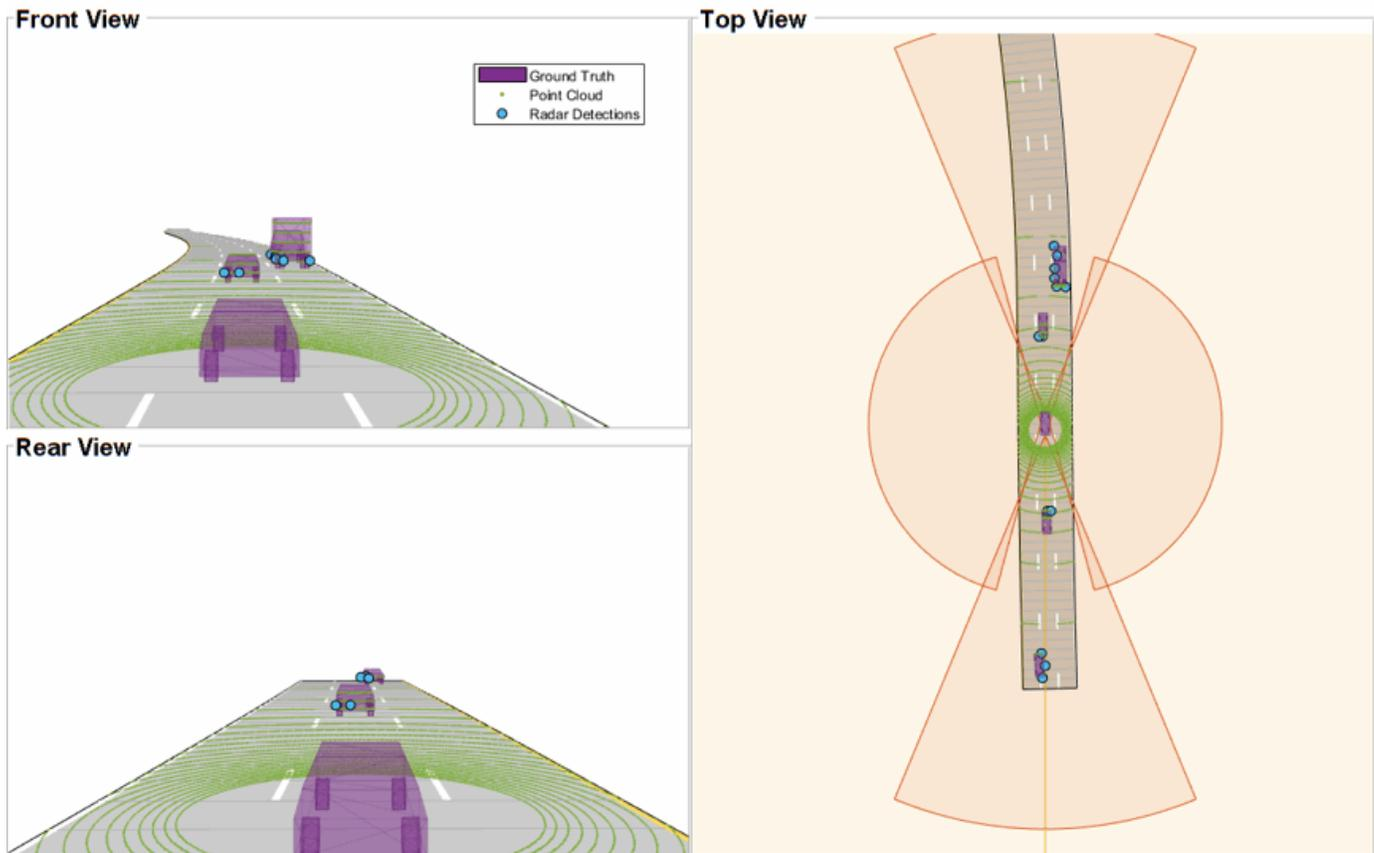 Front View
Ground Truth
Point Cloud
Radar Detections
Top View
Rear View